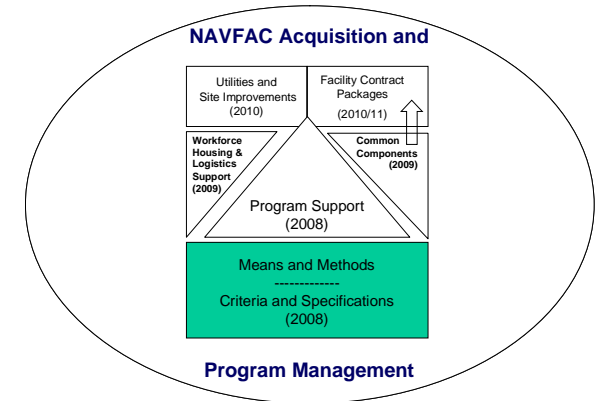 NAVFAC Acquisition and
Utilities and
Site Improvements
(2010)
Facility Contract
Packages
(2010/11)
Workforce
Housing &
Logistics
Support
(2009)
Common
Components
(2009)
Program Support
(2008)
Means and Methods
-------------
Criteria and Specifications
(2008)
Program Management